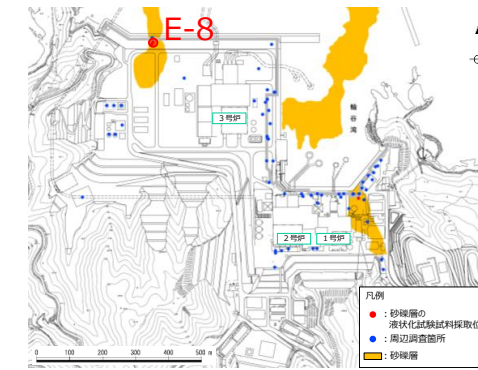 E-8
3号炉
輪谷湾
2号炉
1号炉
凡例
：砂礫層の
液状化試験試料採取位
：周辺調査箇所
：砂礫層
0 100 200 300 400 500 m